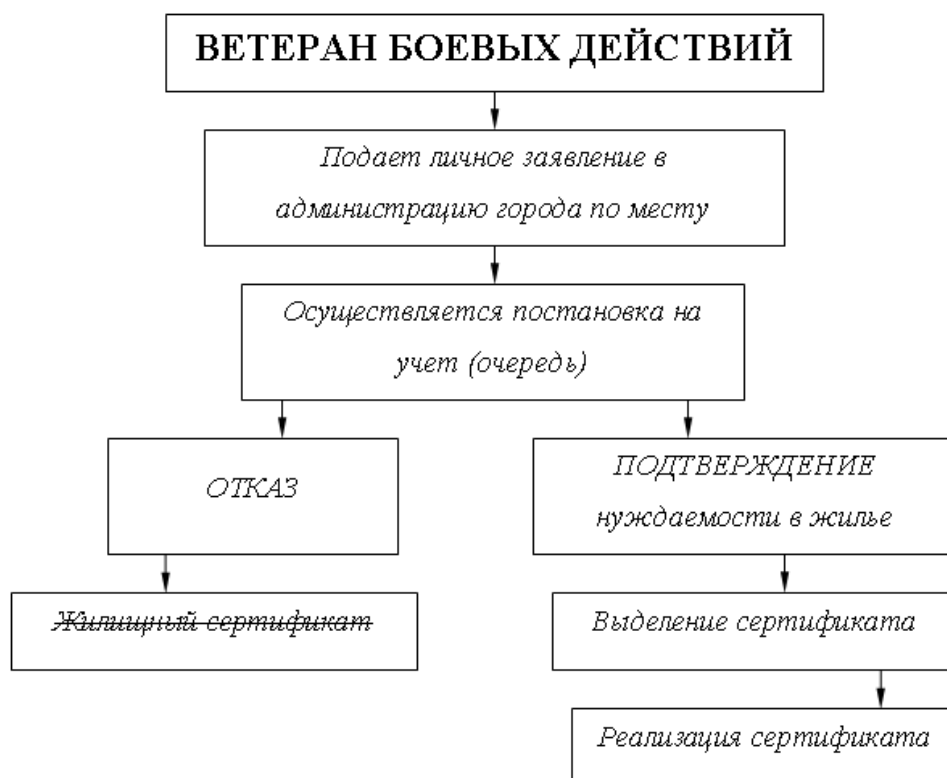 ВЕТЕРАН БОЕВЫХ ДЕЙСТВИЙ
Подает личное заявление в
администрацию города по месту
Осуществляется постановка на
учет (очередь)
ОТКАЗ
ПОДТВЕРЖДЕНИЕ
нуждаемости в жилье
Жилищный сертификат
Выделение сертификата
Реализация сертификата